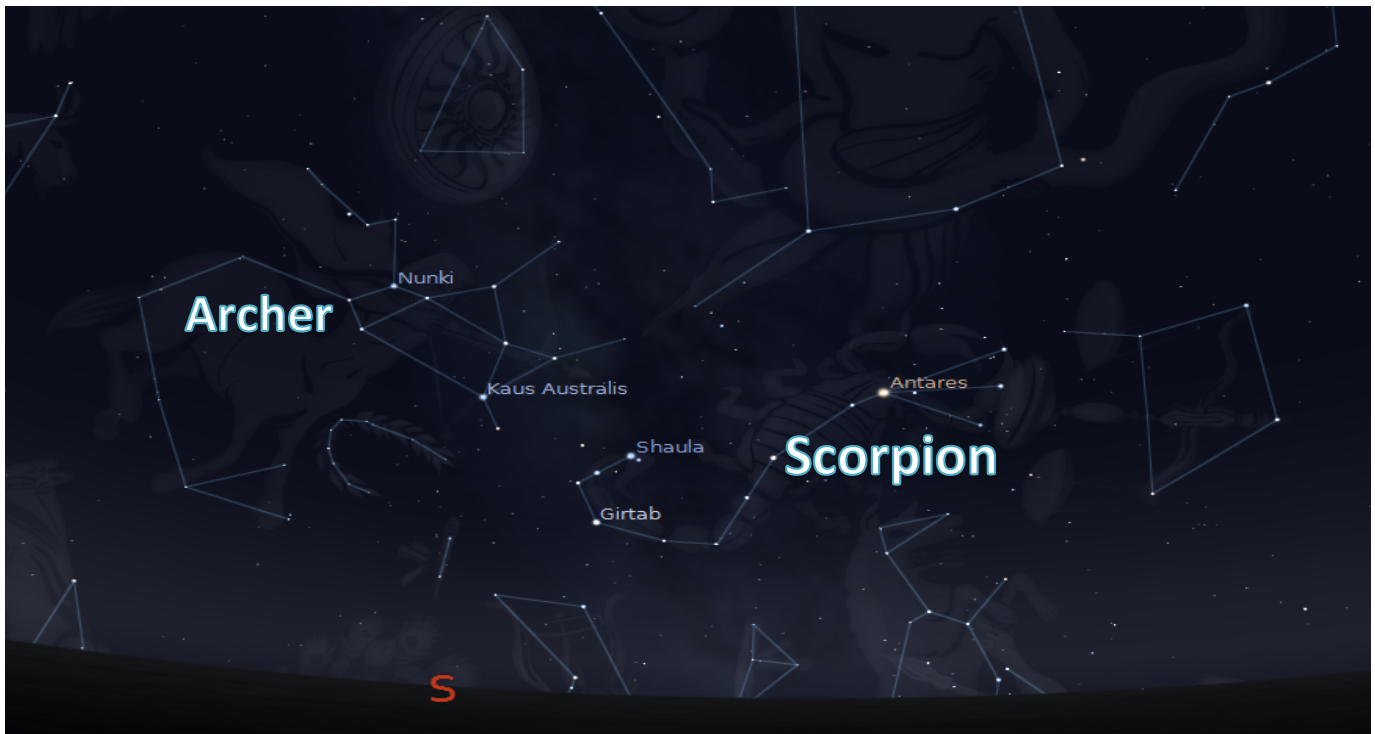 Nunki
Archer
Antares
Kaus Australis
Shaula
Scorpion
Girtab
S